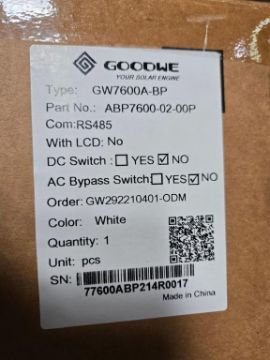 GOODWE
YOUR SOLAR ENGINE
Type: GW7600A-BP
Part No.: ABP7600-02-00P
Com:RS485
With LCD: No
DC Switch: ☐ YES ☑ NO
AC Bypass Switch: ☐ YES ☑ NO
Order: GW292210401-ODM
Color: White
Quantity: 1
Unit: pcs
SN:
77600ABP214R0017
Made in China